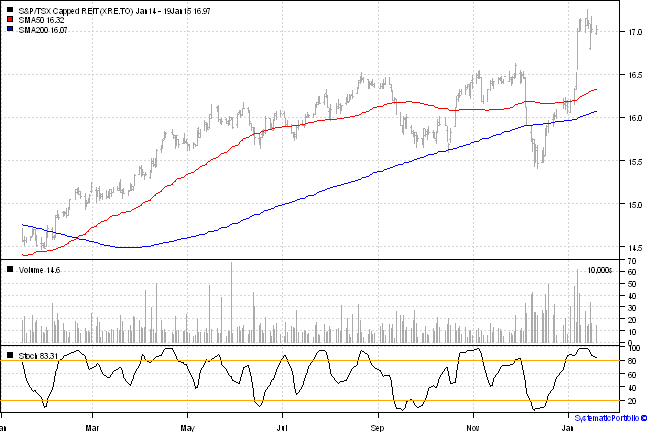 S&P/TSX Capped REIT (XRE.TO) Jan14 - 19Jan15 16.97
SMA50 16.32
SMA200 16.07
17.0
16.5
16.0
15.5
15.0
14.5
Volume 14.6
10,000s
70
60
50
40
30
20
10
0
Stoch 83.31
100
80
60
40
20
an Mar May Jul Sep Nov Jan
SystematicPortfolio ©